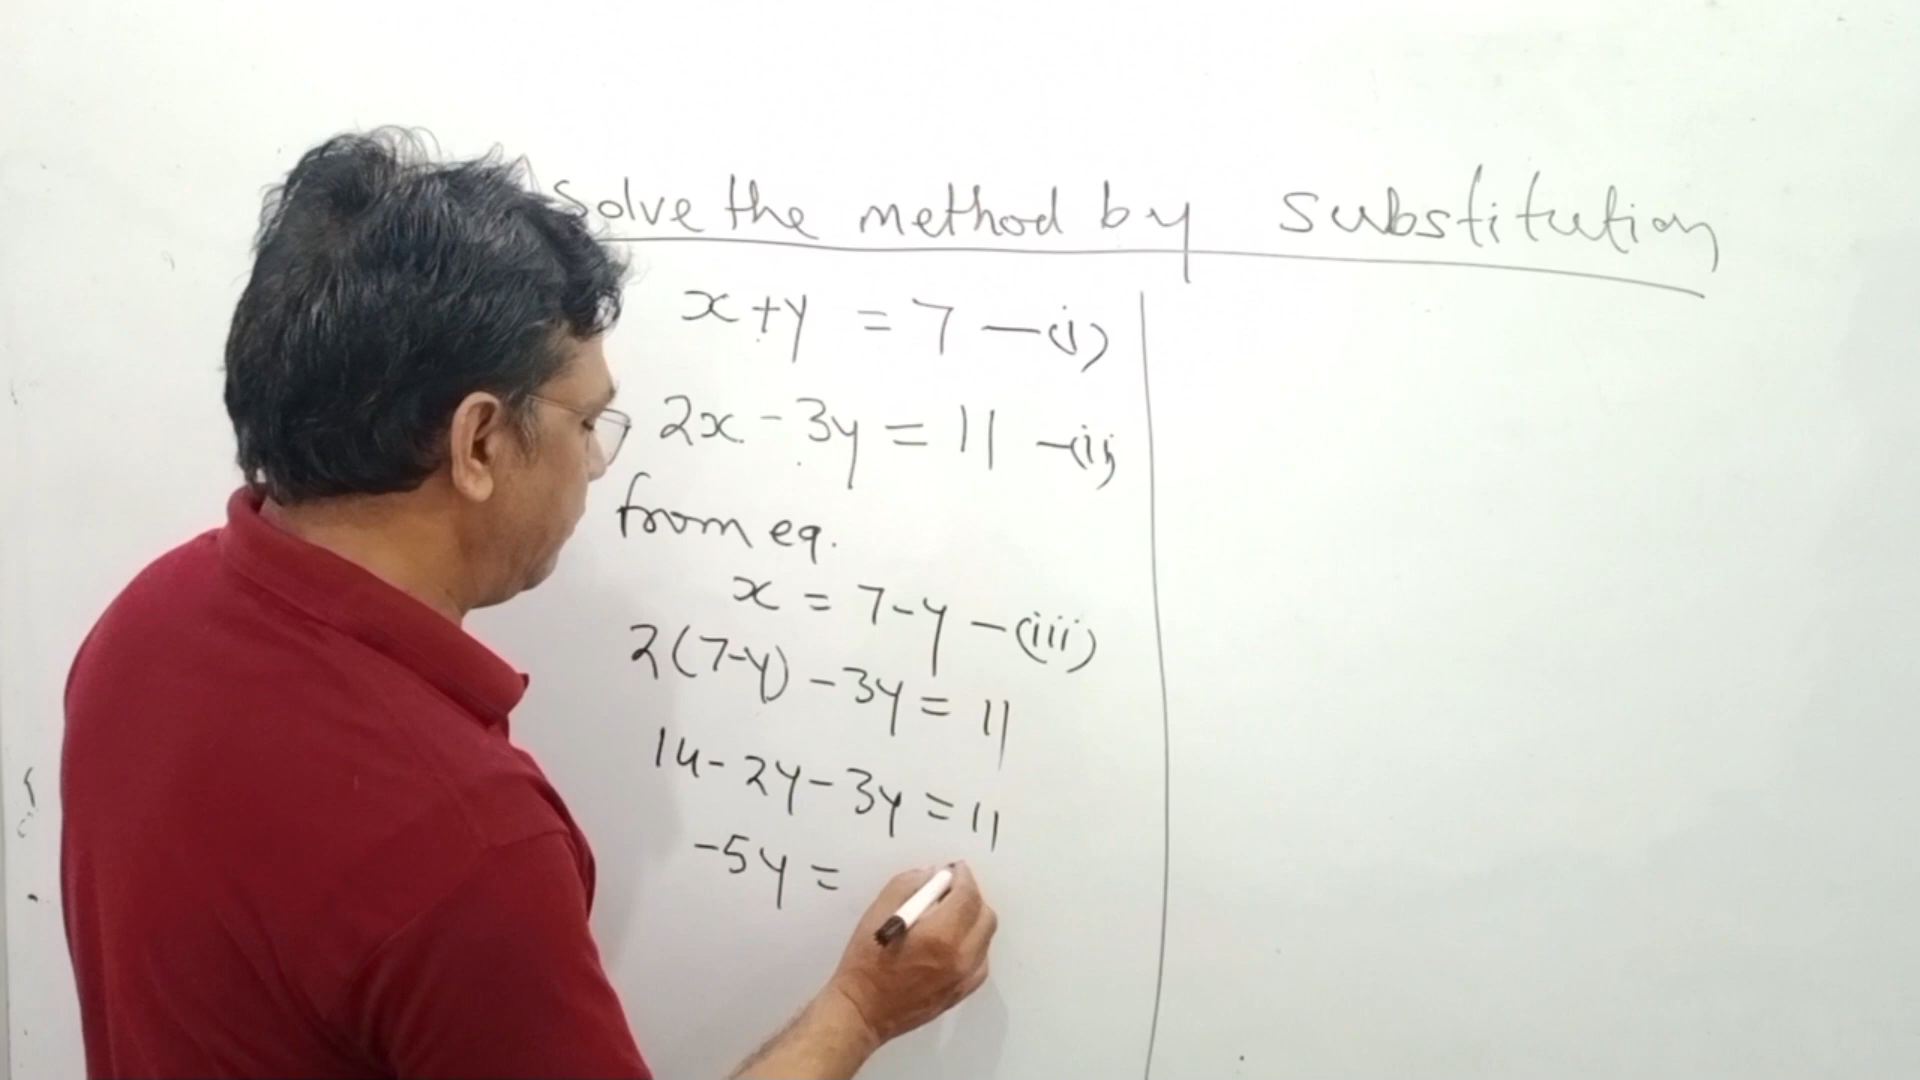 Solve the method by substitution
x+y = 7 —(i)
2x - 3y = 11 —(ii)
from eq.
x = 7-y —(iii)
2(7-y) - 3y = 11
14 - 2y - 3y = 11
-5y =